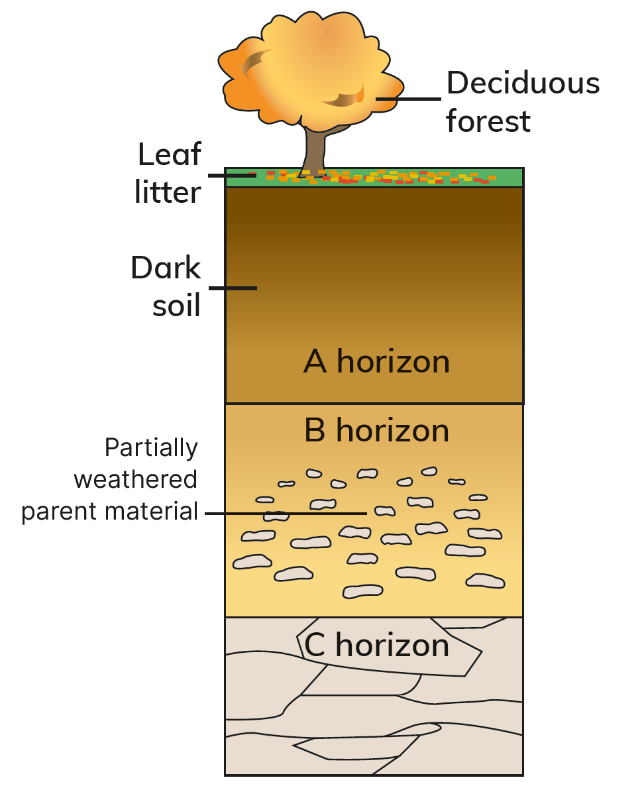 Deciduous
forest
Leaf
litter
Dark
soil
A horizon
B horizon
Partially
weathered
parent material
C horizon